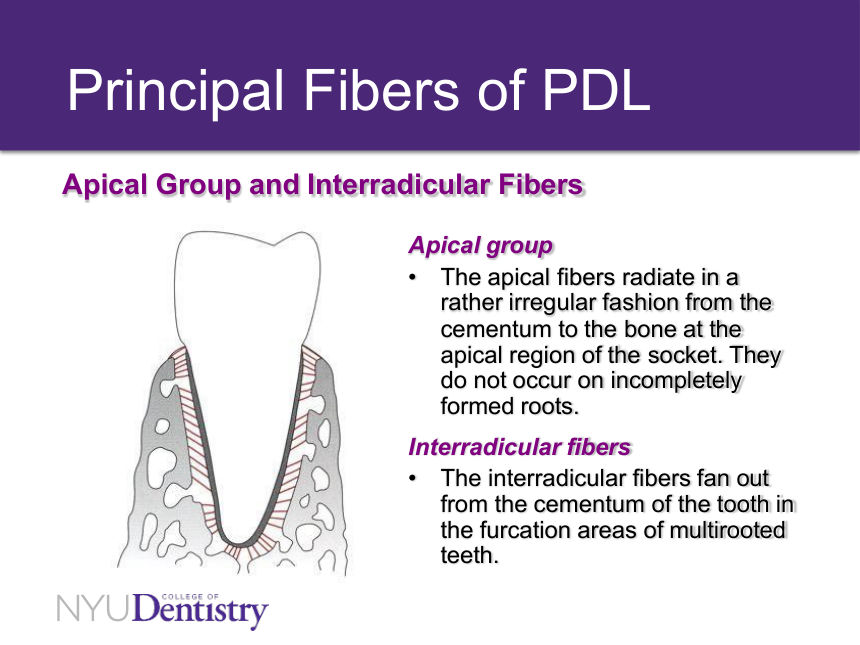 Principal Fibers of PDL
Apical Group and Interradicular Fibers
Apical group
• The apical fibers radiate in a
rather irregular fashion from the
cementum to the bone at the
apical region of the socket. They
do not occur on incompletely
formed roots.
Interradicular fibers
• The interradicular fibers fan out
from the cementum of the tooth in
the furcation areas of multirooted
teeth.
NYU COLLEGE OF
Dentistry